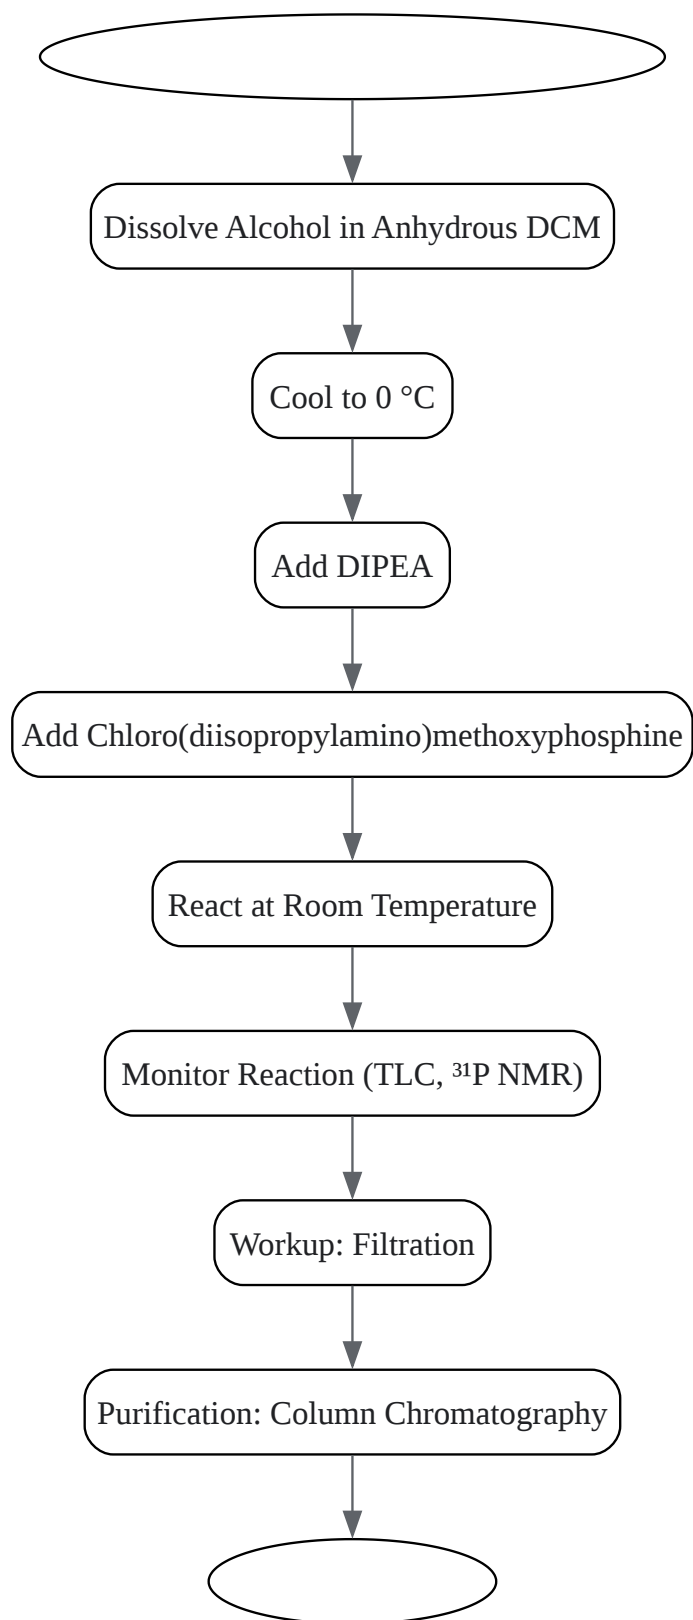 Dissolve Alcohol in Anhydrous DCM
Cool to 0 °C
Add DIPEA
Add Chloro(diisopropylamino)methoxyphosphine
React at Room Temperature
Monitor Reaction (TLC, ³¹P NMR)
Workup: Filtration
Purification: Column Chromatography